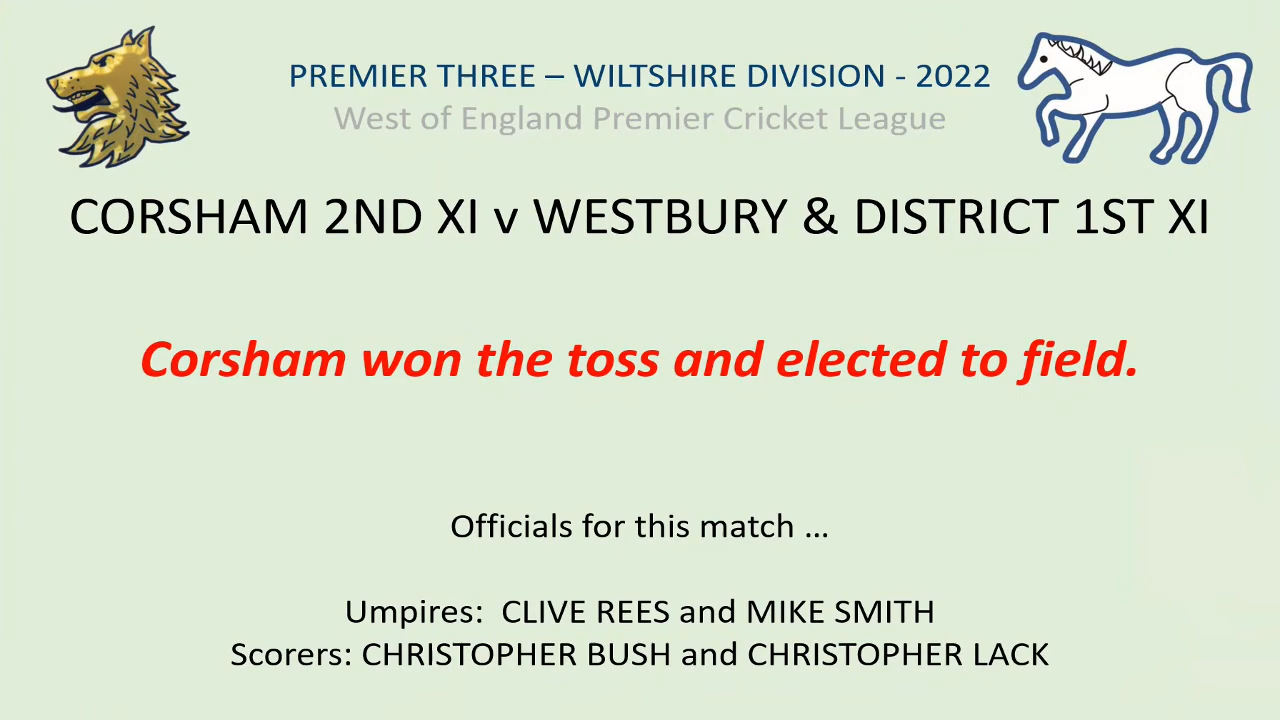 PREMIER THREE – WILTSHIRE DIVISION - 2022
West of England Premier Cricket League
CORSHAM 2ND XI v WESTBURY & DISTRICT 1ST XI
Corsham won the toss and elected to field.
Officials for this match ...
Umpires:  CLIVE REES and MIKE SMITH
Scorers: CHRISTOPHER BUSH and CHRISTOPHER LACK